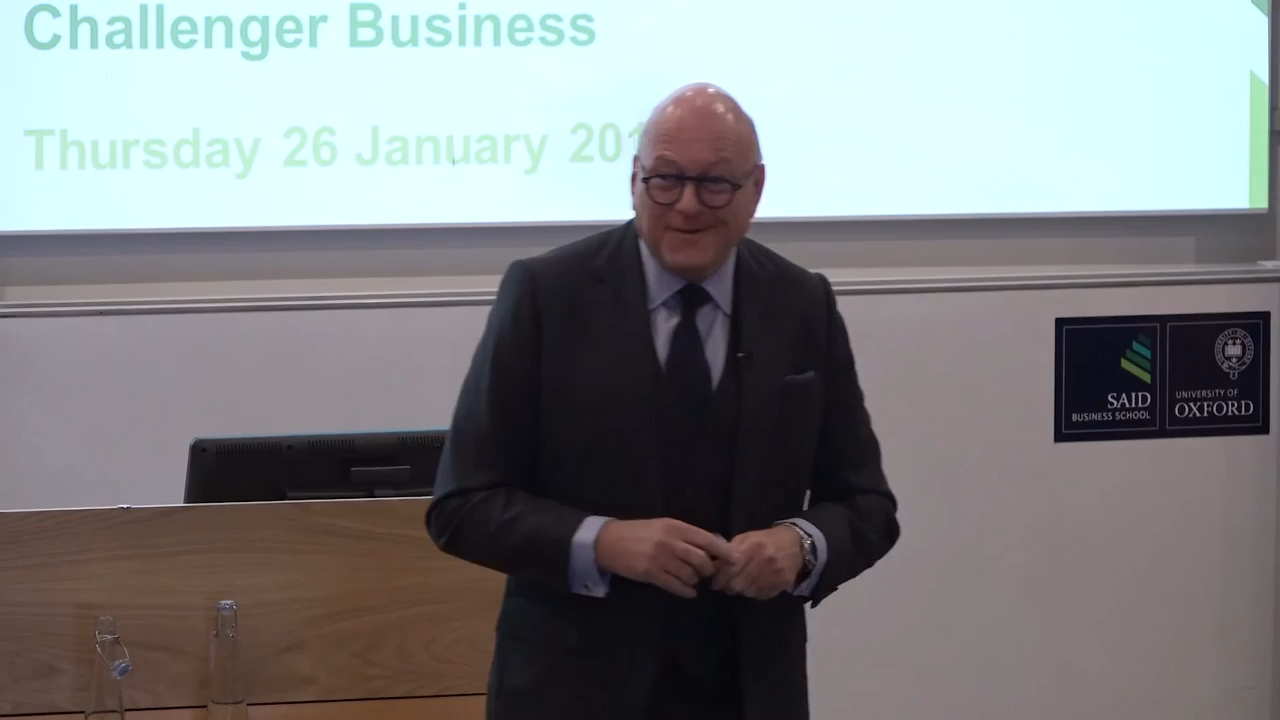 Challenger Business
Thursday 26 January 201
SAID
BUSINESS SCHOOL
UNIVERSITY OF
OXFORD